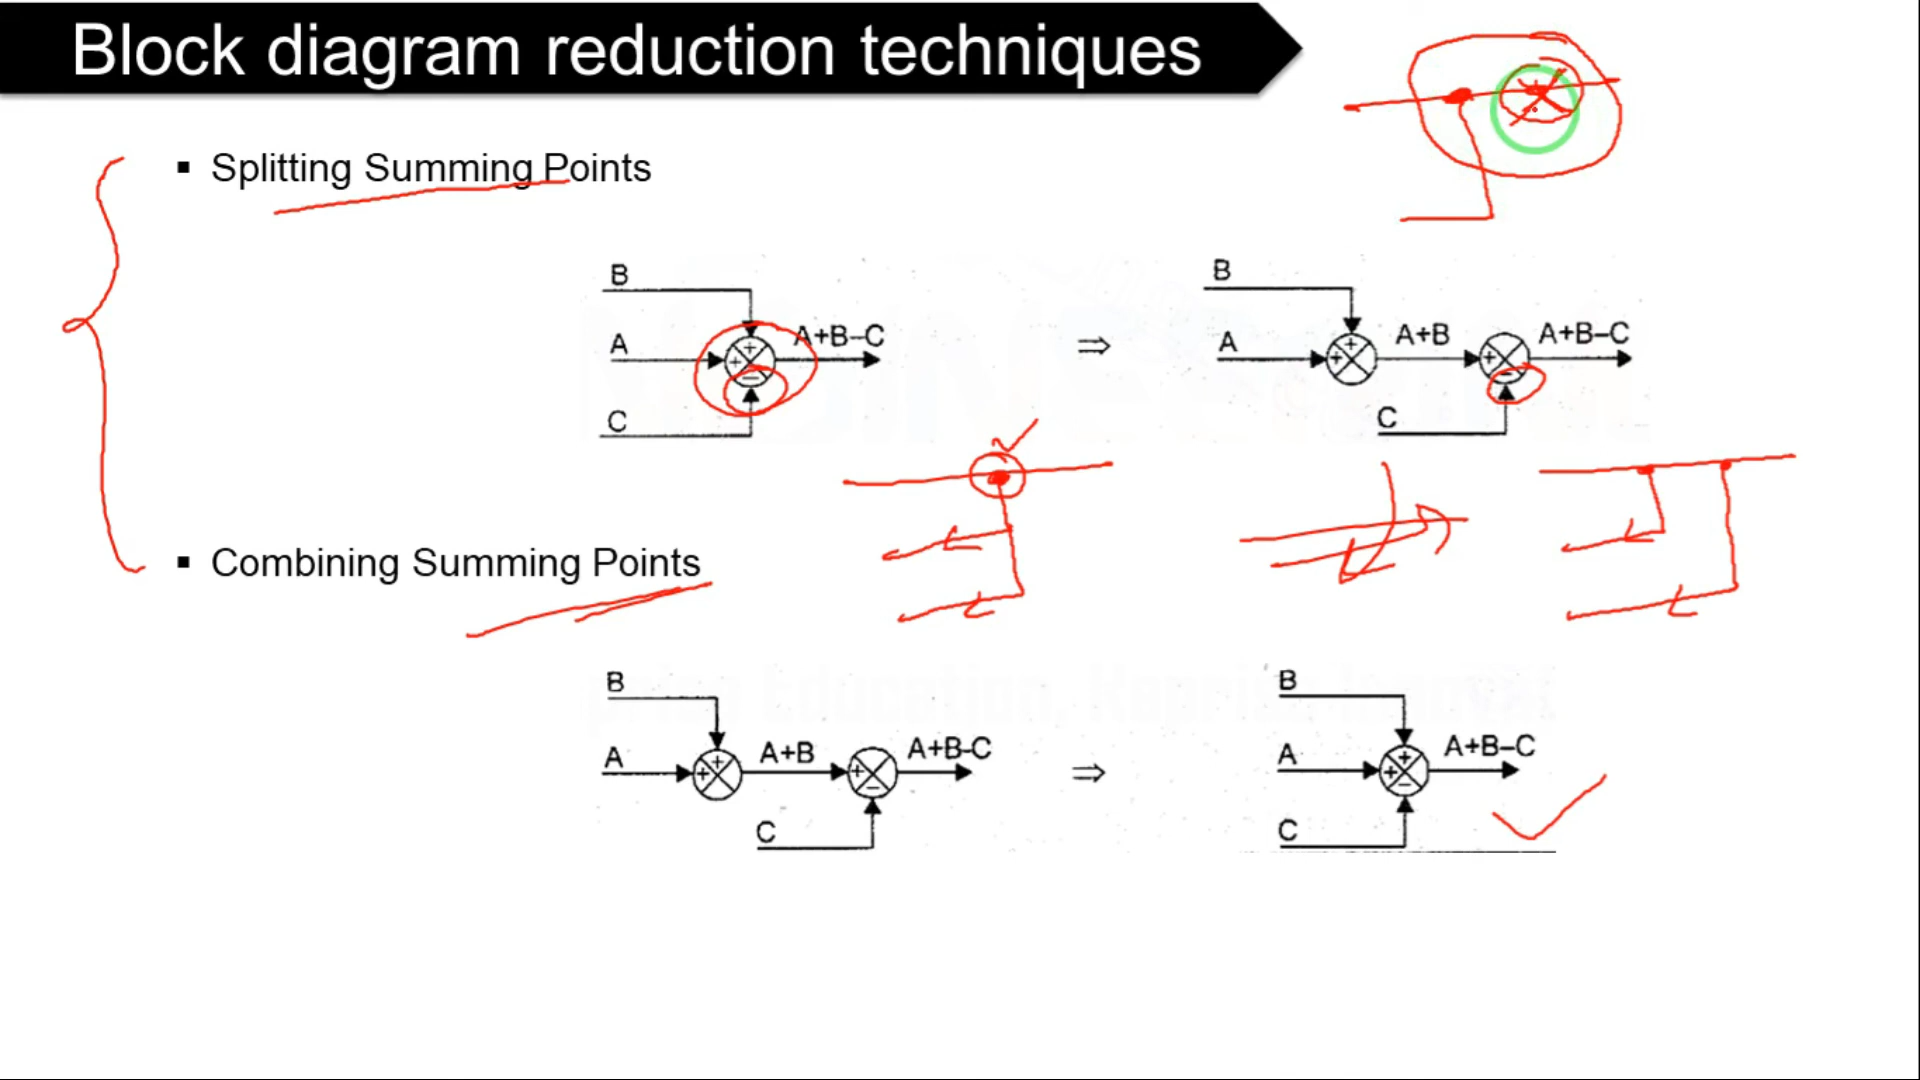 Block diagram reduction techniques
▪ Splitting Summing Points
B
B
A
A+B–C
⇒
A
A+B
A+B–C
C
C
▪ Combining Summing Points
B
B
A
A+B
A+B-C
⇒
A
A+B–C
C
C